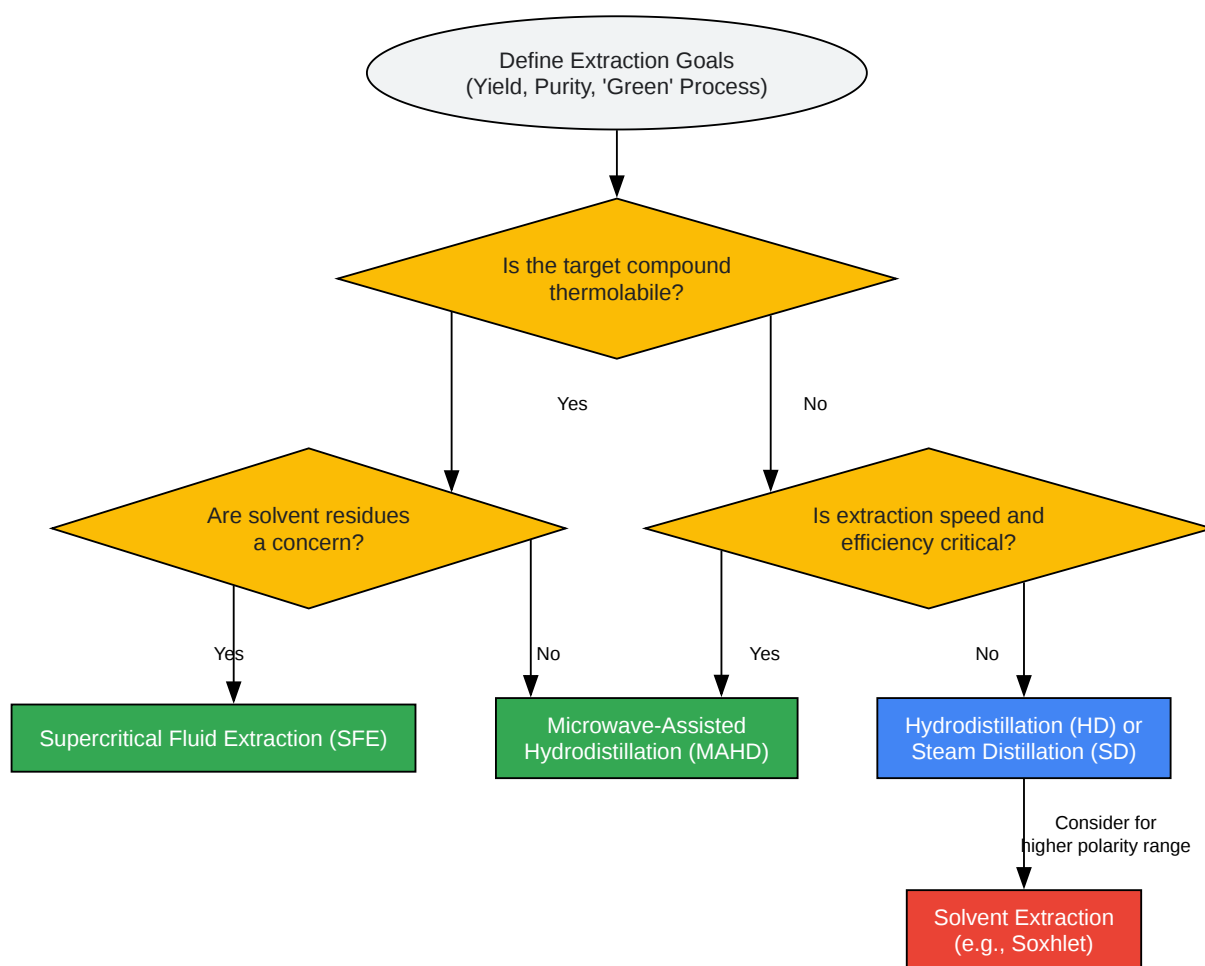 Define Extraction Goals
(Yield, Purity, 'Green' Process)
Is the target compound
thermolabile?
Yes
No
Are solvent residues
a concern?
Is extraction speed and
efficiency critical?
Yes
No
Yes
No
Supercritical Fluid Extraction (SFE)
Microwave-Assisted
Hydrodistillation (MAHD)
Hydrodistillation (HD) or
Steam Distillation (SD)
Consider for
higher polarity range
Solvent Extraction
(e.g., Soxhlet)